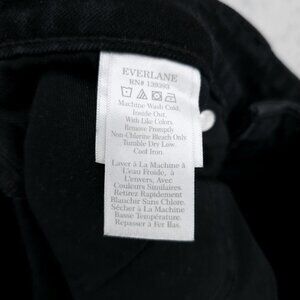 EVERLANE
RN# 139393
Machine Wash Cold,
Inside Out,
With Like Colors.
Remove Promptly
Non-Chlorine Bleach Only
Tumble Dry Low.
Cool Iron.
Laver à La Machine à
L'eau Froide, à
L'envers, Avec
Couleurs Similaires.
Retirez Rapidement
Blanchir Sans Chlore.
Sécher à La Machine
Basse Température.
Repasser à Fer Bas.